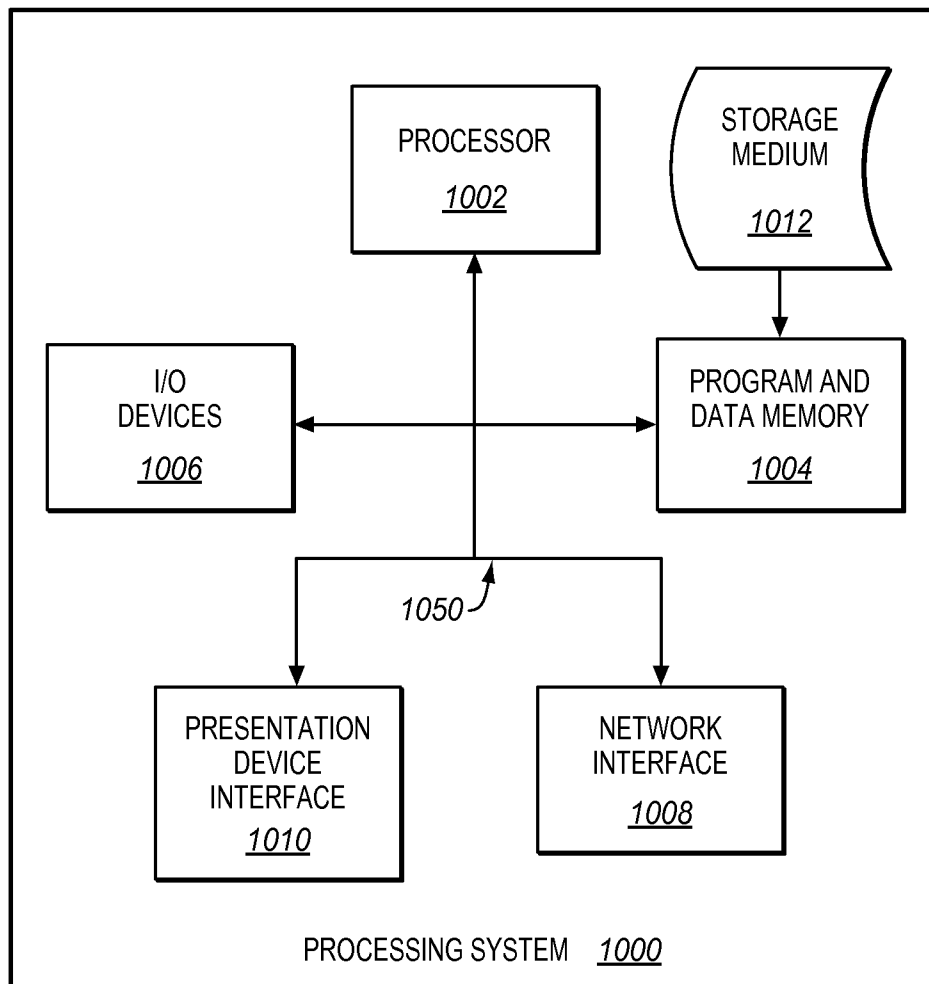 PROCESSOR
1002
STORAGE
MEDIUM
1012
I/O
DEVICES
1006
PROGRAM AND
DATA MEMORY
1004
1050
PRESENTATION
DEVICE
INTERFACE
1010
NETWORK
INTERFACE
1008
PROCESSING SYSTEM 1000